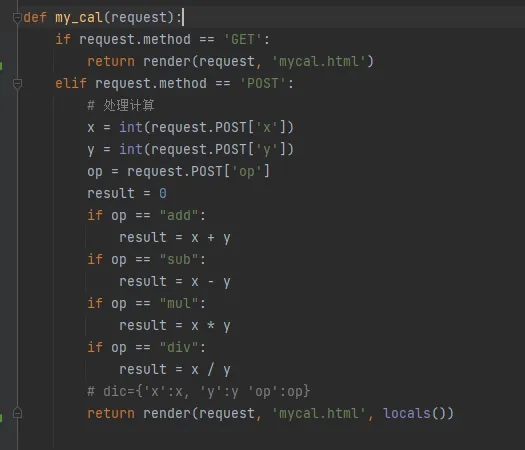 def my_cal(request):
    if request.method == 'GET':
        return render(request, 'mycal.html')
    elif request.method == 'POST':
        # 处理计算
        x = int(request.POST['x'])
        y = int(request.POST['y'])
        op = request.POST['op']
        result = 0
        if op == "add":
            result = x + y
        if op == "sub":
            result = x - y
        if op == "mul":
            result = x * y
        if op == "div":
            result = x / y
        # dic={'x':x, 'y':y 'op':op}
        return render(request, 'mycal.html', locals())